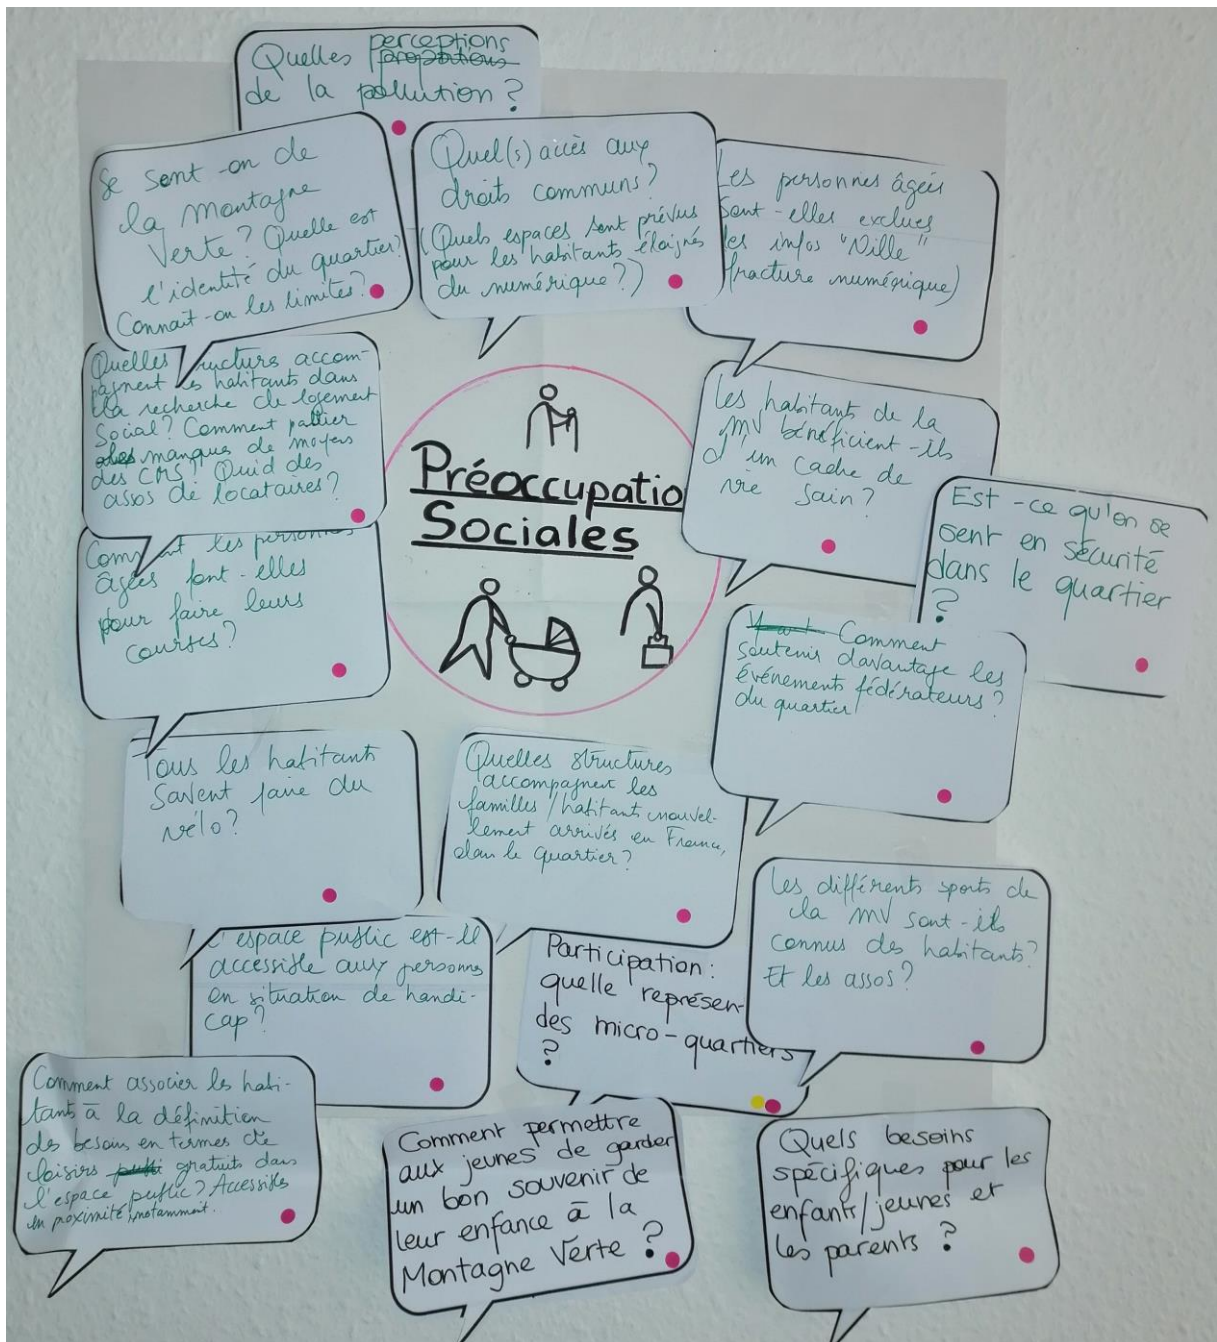 Quelles perceptions
propositions
de la pollution ?
Se sent-on de
la montagne
Verte ? Quelle est
l'identité du quartier ?
Connait-on les limites ?
Quel(s) accès aux
droits communs ?
(Quels espaces sont prévus
pour les habitants éloignés
du numérique ?)
Les personnes âgées
sont-elles exclues
des infos "Ville"
fracture numérique)
Quelles structures accom-
pagnent les habitants dans
la recherche de logement
Social ? Comment pallier
manques de moyens
des CMS ? Quid des
assos de locataires ?
Préoccupatio
Sociales
Les habitants de la
MV bénéficient-ils
d'un cadre de
vie sain ?
Est-ce qu'on se
sent en sécurité
dans le quartier
?
Comment les personnes
âgées font-elles
pour faire leurs
courses ?
Comment
soutenir davantage les
événements fédérateurs ?
du quartier
Tous les habitants
savent faire du
vélo ?
Quelles structures
accompagnent les
familles / habitants nouvel-
lement arrivés en France,
dans le quartier ?
Les différents sports de
la MV sont-ils
connus des habitants ?
Et les assos ?
l'espace public est-il
accessible aux personnes
en situation de handi-
cap ?
Participation :
quelle représen-
des micro-quartiers
?
Comment associer les habi-
tants à la définition
des besoins en termes de
loisirs gratuits dans
l'espace public ? Accessibles
en proximité, notamment.
Comment permettre
aux jeunes de garder
un bon souvenir de
leur enfance à la
Montagne Verte ?
Quels besoins
spécifiques pour les
enfants/jeunes et
les parents ?